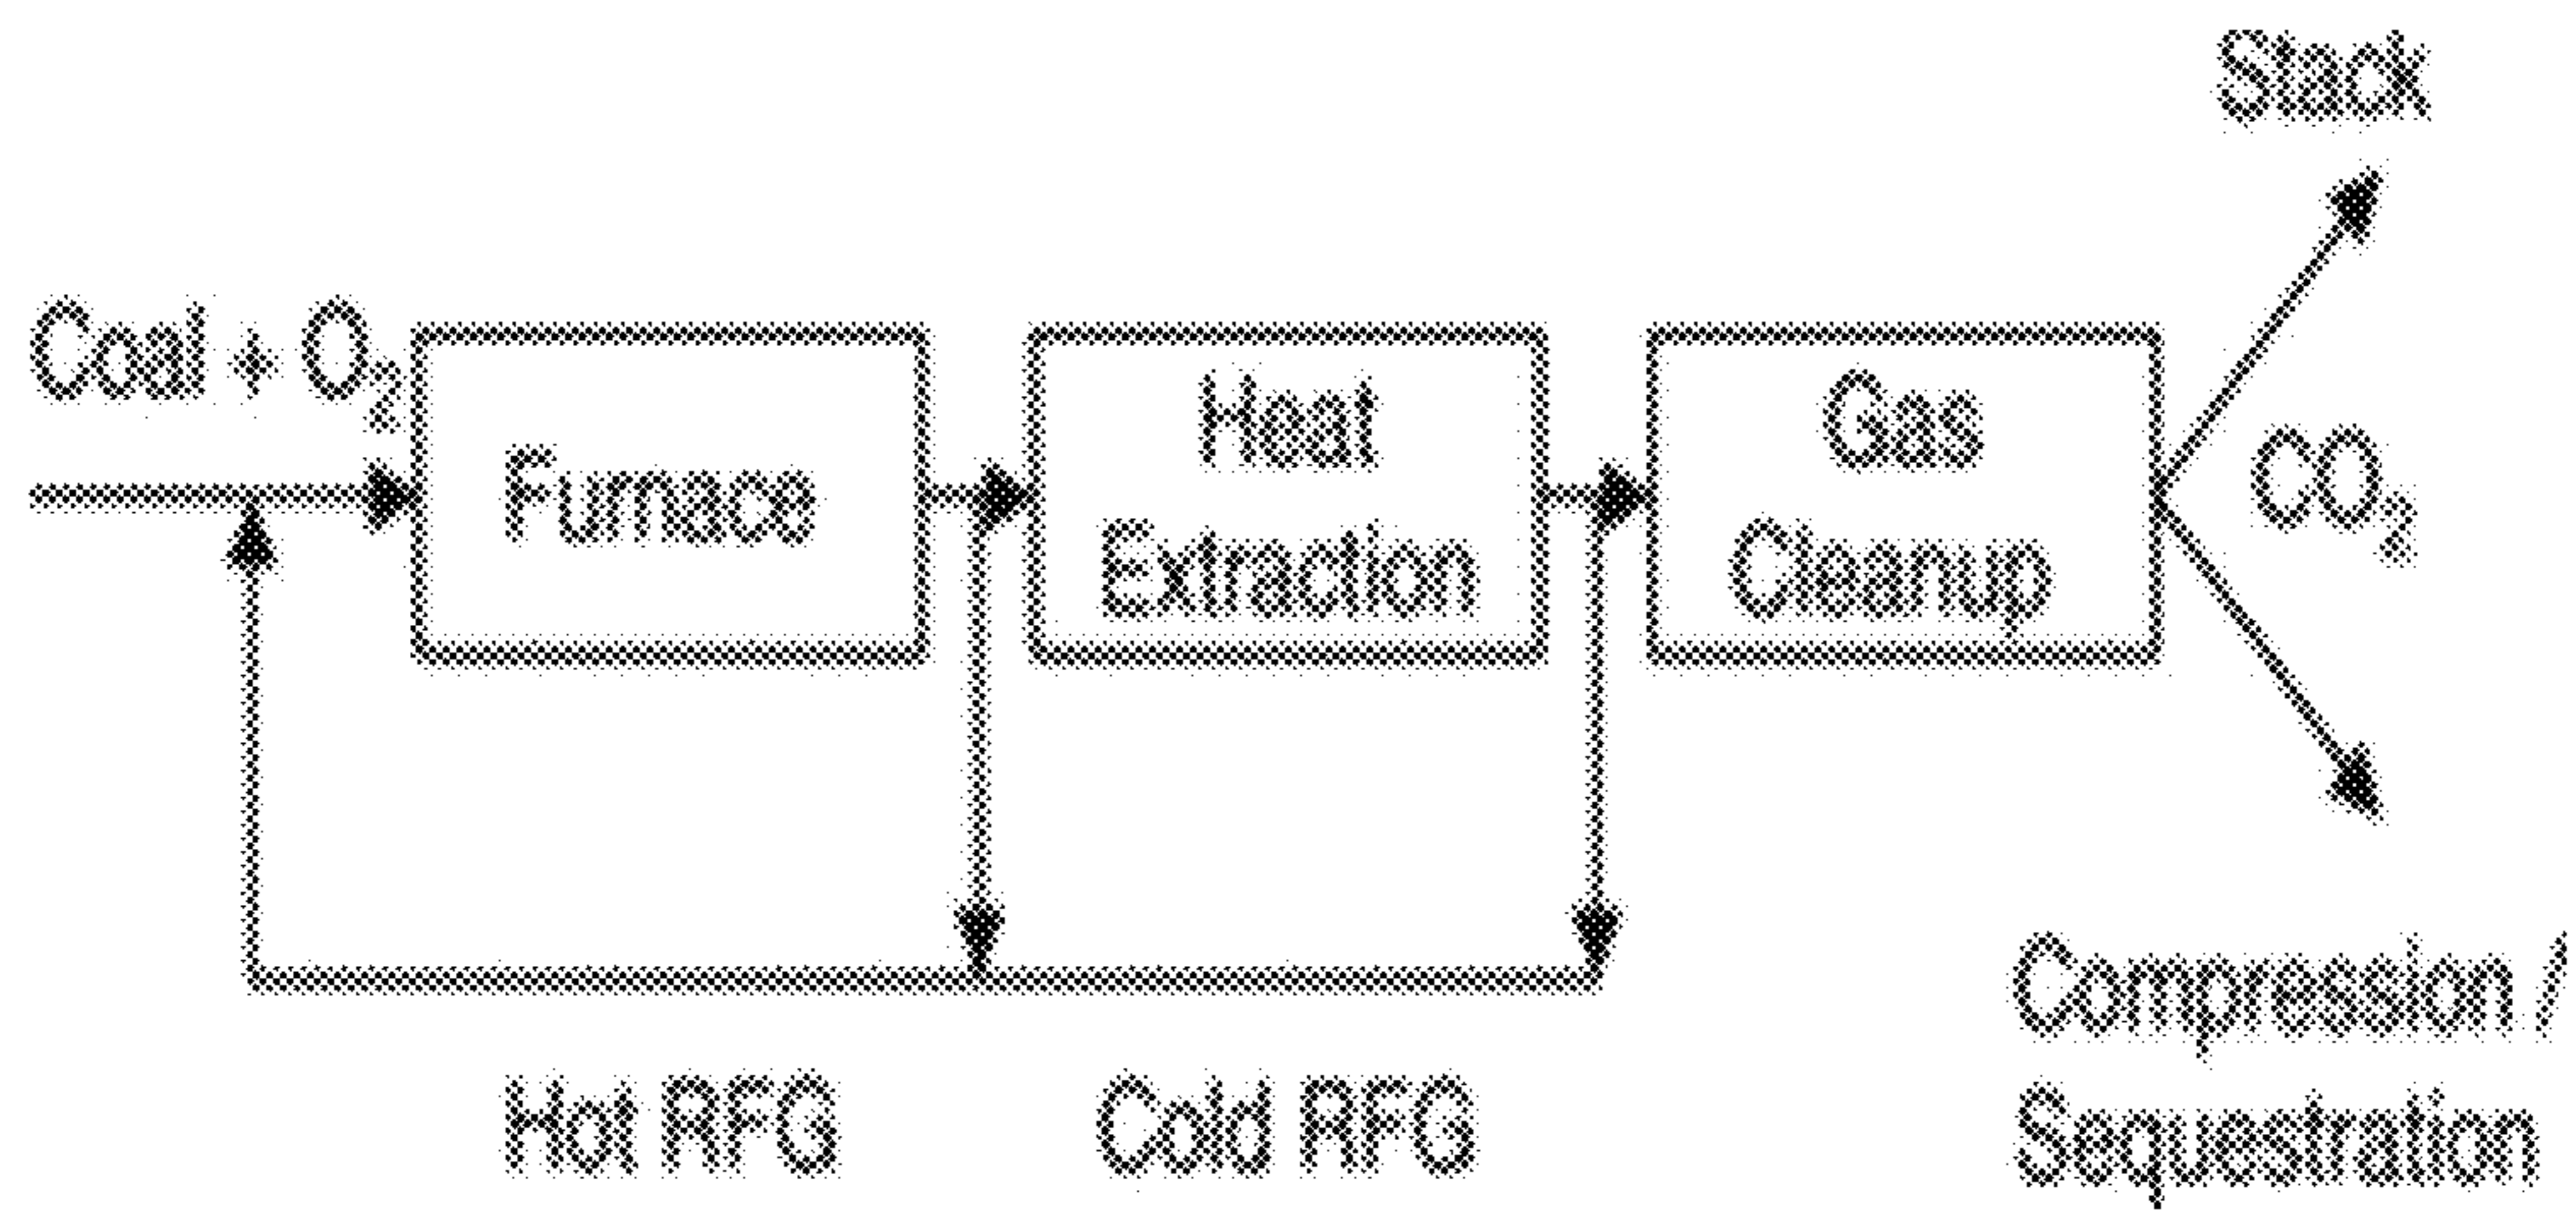 Stack
Coal + O₂
Furnace
Heat
Extraction
Gas
Cleanup
CO₂
Hot RFG
Cold RFG
Compression /
Sequestration